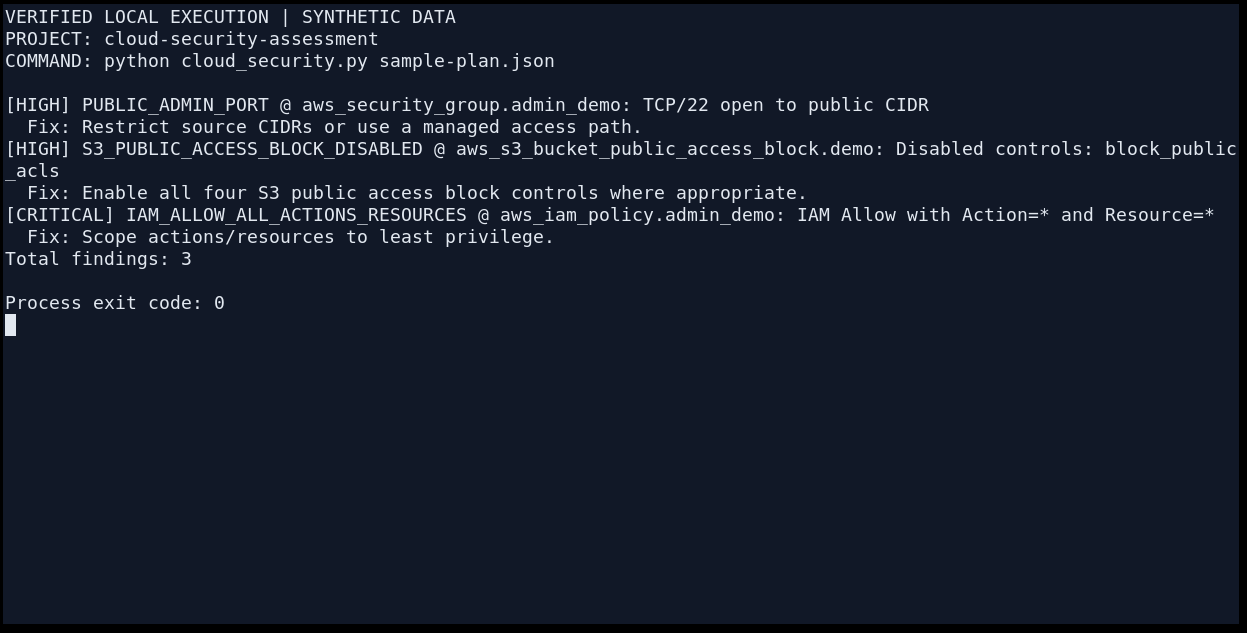 VERIFIED LOCAL EXECUTION | SYNTHETIC DATA
PROJECT: cloud-security-assessment
COMMAND: python cloud_security.py sample-plan.json
[HIGH] PUBLIC_ADMIN_PORT @ aws_security_group.admin_demo: TCP/22 open to public CIDR
  Fix: Restrict source CIDRs or use a managed access path.
[HIGH] S3_PUBLIC_ACCESS_BLOCK_DISABLED @ aws_s3_bucket_public_access_block.demo: Disabled controls: block_public
_acls
  Fix: Enable all four S3 public access block controls where appropriate.
[CRITICAL] IAM_ALLOW_ALL_ACTIONS_RESOURCES @ aws_iam_policy.admin_demo: IAM Allow with Action=* and Resource=*
  Fix: Scope actions/resources to least privilege.
Total findings: 3
Process exit code: 0